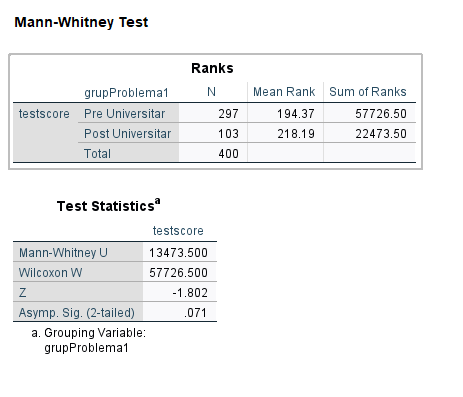 Mann-Whitney Test
Ranks
grupProblema1 N Mean Rank Sum of Ranks
testscore Pre Universitar 297 194.37 57726.50
Post Universitar 103 218.19 22473.50
Total 400
Test Statisticsa
testscore
Mann-Whitney U 13473.500
Wilcoxon W 57726.500
Z -1.802
Asymp. Sig. (2-tailed) .071
a. Grouping Variable:
grupProblema1